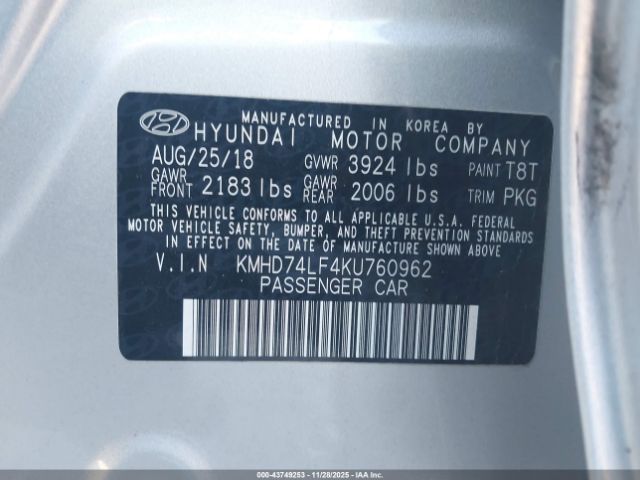 MANUFACTURED IN KOREA BY
HYUNDAI MOTOR COMPANY
AUG/25/18 GVWR 3924 lbs PAINT T8T
GAWR FRONT 2183 lbs GAWR REAR 2006 lbs TRIM PKG
THIS VEHICLE CONFORMS TO ALL APPLICABLE U.S.A. FEDERAL
MOTOR VEHICLE SAFETY, BUMPER, AND THEFT PREVENTION STANDARDS
IN EFFECT ON THE DATE OF MANUFACTURE SHOWN ABOVE
V.I.N KMHD74LF4KU760962
PASSENGER CAR
000-43749253 - 11/28/2025 - IAAI.COM